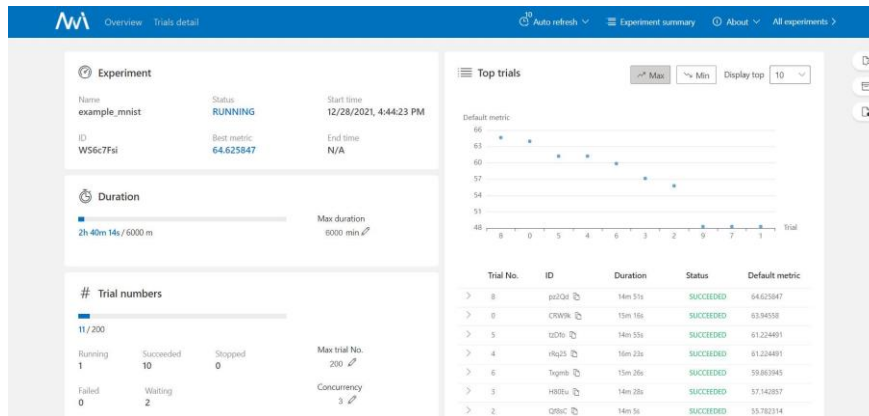 Overview Trials detail
10 Auto refresh Experiment summary About All experiments >
Experiment
Name Status Start time
example_mnist RUNNING 12/28/2021, 4:44:23 PM
ID Best metric End time
WS6c7Fsi 64.625847 N/A
Duration
Max duration
2h 40m 14s / 6000 m 6000 min
# Trial numbers
11 / 200
Running Succeeded Stopped Max trial No.
1 10 0 200
Failed Waiting Concurrency
0 2 3
Top trials Max Min Display top 10
Default metric
66
63
60
57
54
51
48
8 0 5 4 6 3 2 9 7 1 Trial
Trial No. ID Duration Status Default metric
8 pz2Qd 14m 51s SUCCEEDED 64.625847
0 CRW9k 15m 16s SUCCEEDED 63.94558
5 14m 55s SUCCEEDED 61.224491
4 rRq25 16m 23s SUCCEEDED 61.224491
6 Txgmb 15m 26s SUCCEEDED 59.863945
3 H80Eu 14m 28s SUCCEEDED 57.142857
2 14m 5s SUCCEEDED 55.782314